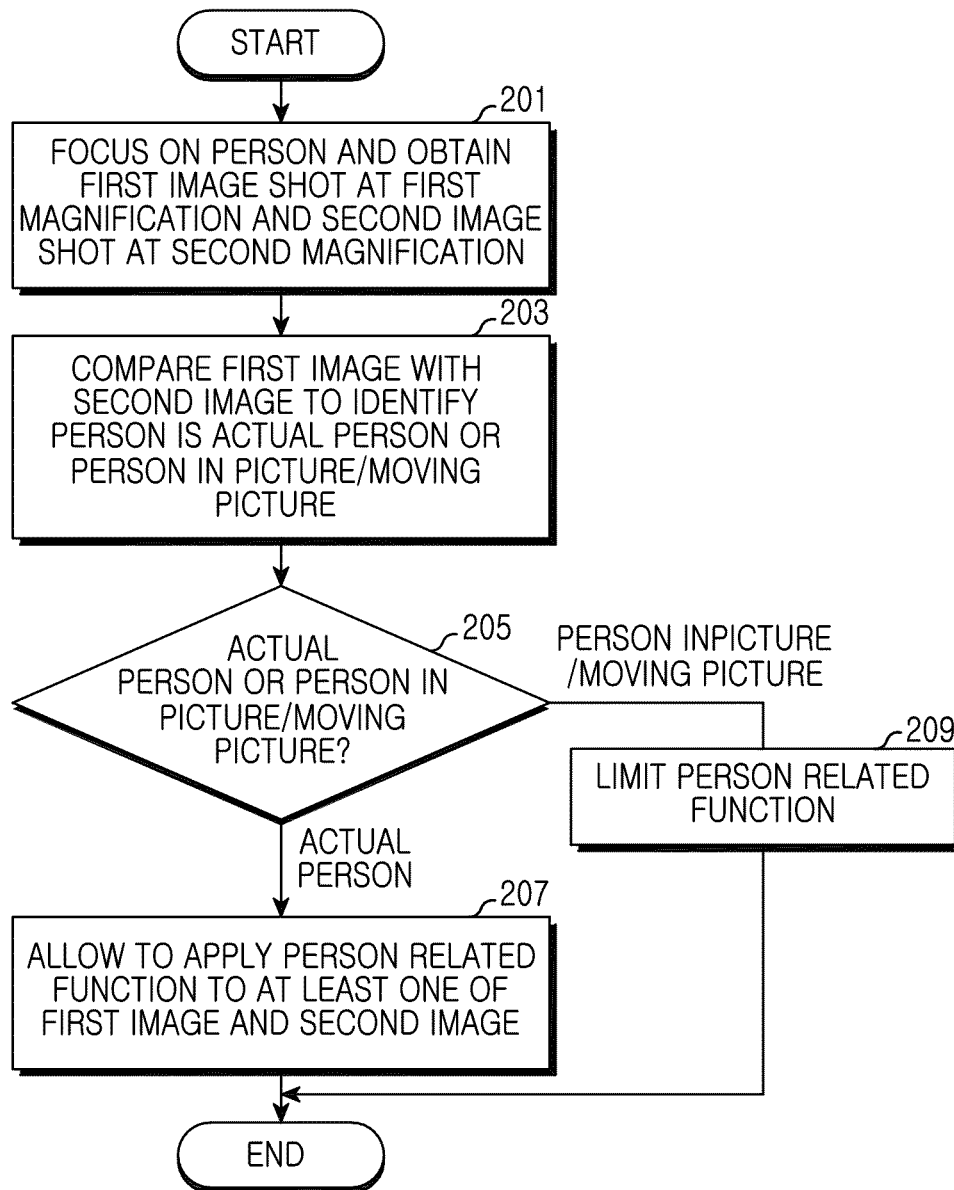 START
201
FOCUS ON PERSON AND OBTAIN
FIRST IMAGE SHOT AT FIRST
MAGNIFICATION AND SECOND IMAGE
SHOT AT SECOND MAGNIFICATION
203
COMPARE FIRST IMAGE WITH
SECOND IMAGE TO IDENTIFY
PERSON IS ACTUAL PERSON OR
PERSON IN PICTURE/MOVING
PICTURE
205
ACTUAL
PERSON OR PERSON IN
PICTURE/MOVING
PICTURE?
PERSON INPICTURE
/MOVING PICTURE
209
LIMIT PERSON RELATED
FUNCTION
ACTUAL
PERSON
207
ALLOW TO APPLY PERSON RELATED
FUNCTION TO AT LEAST ONE OF
FIRST IMAGE AND SECOND IMAGE
END